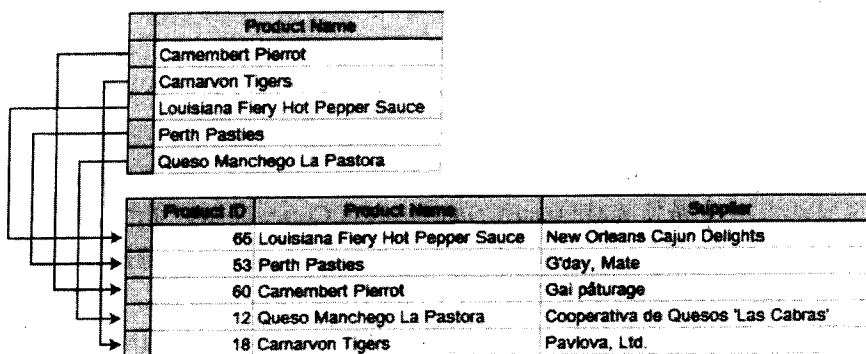 Product Name
Camembert Pierrot
Carnarvon Tigers
Louisiana Fiery Hot Pepper Sauce
Perth Pasties
Queso Manchego La Pastora
Product ID Product Name Supplier
65 Louisiana Fiery Hot Pepper Sauce New Orleans Cajun Delights
53 Perth Pasties G'day, Mate
60 Camembert Pierrot Gai pâturage
12 Queso Manchego La Pastora Cooperativa de Quesos 'Las Cabras'
18 Carnarvon Tigers Pavlova, Ltd.